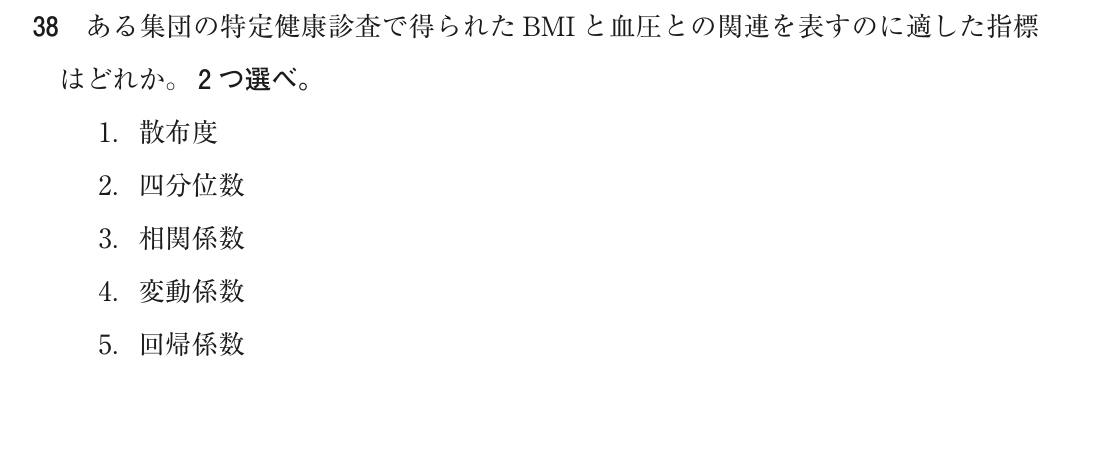 38 ある集団の特定健康診査で得られた BMI と血圧との関連を表すのに適した指標
はどれか。2 つ選べ。
1. 散布度
2. 四分位数
3. 相関係数
4. 変動係数
5. 回帰係数